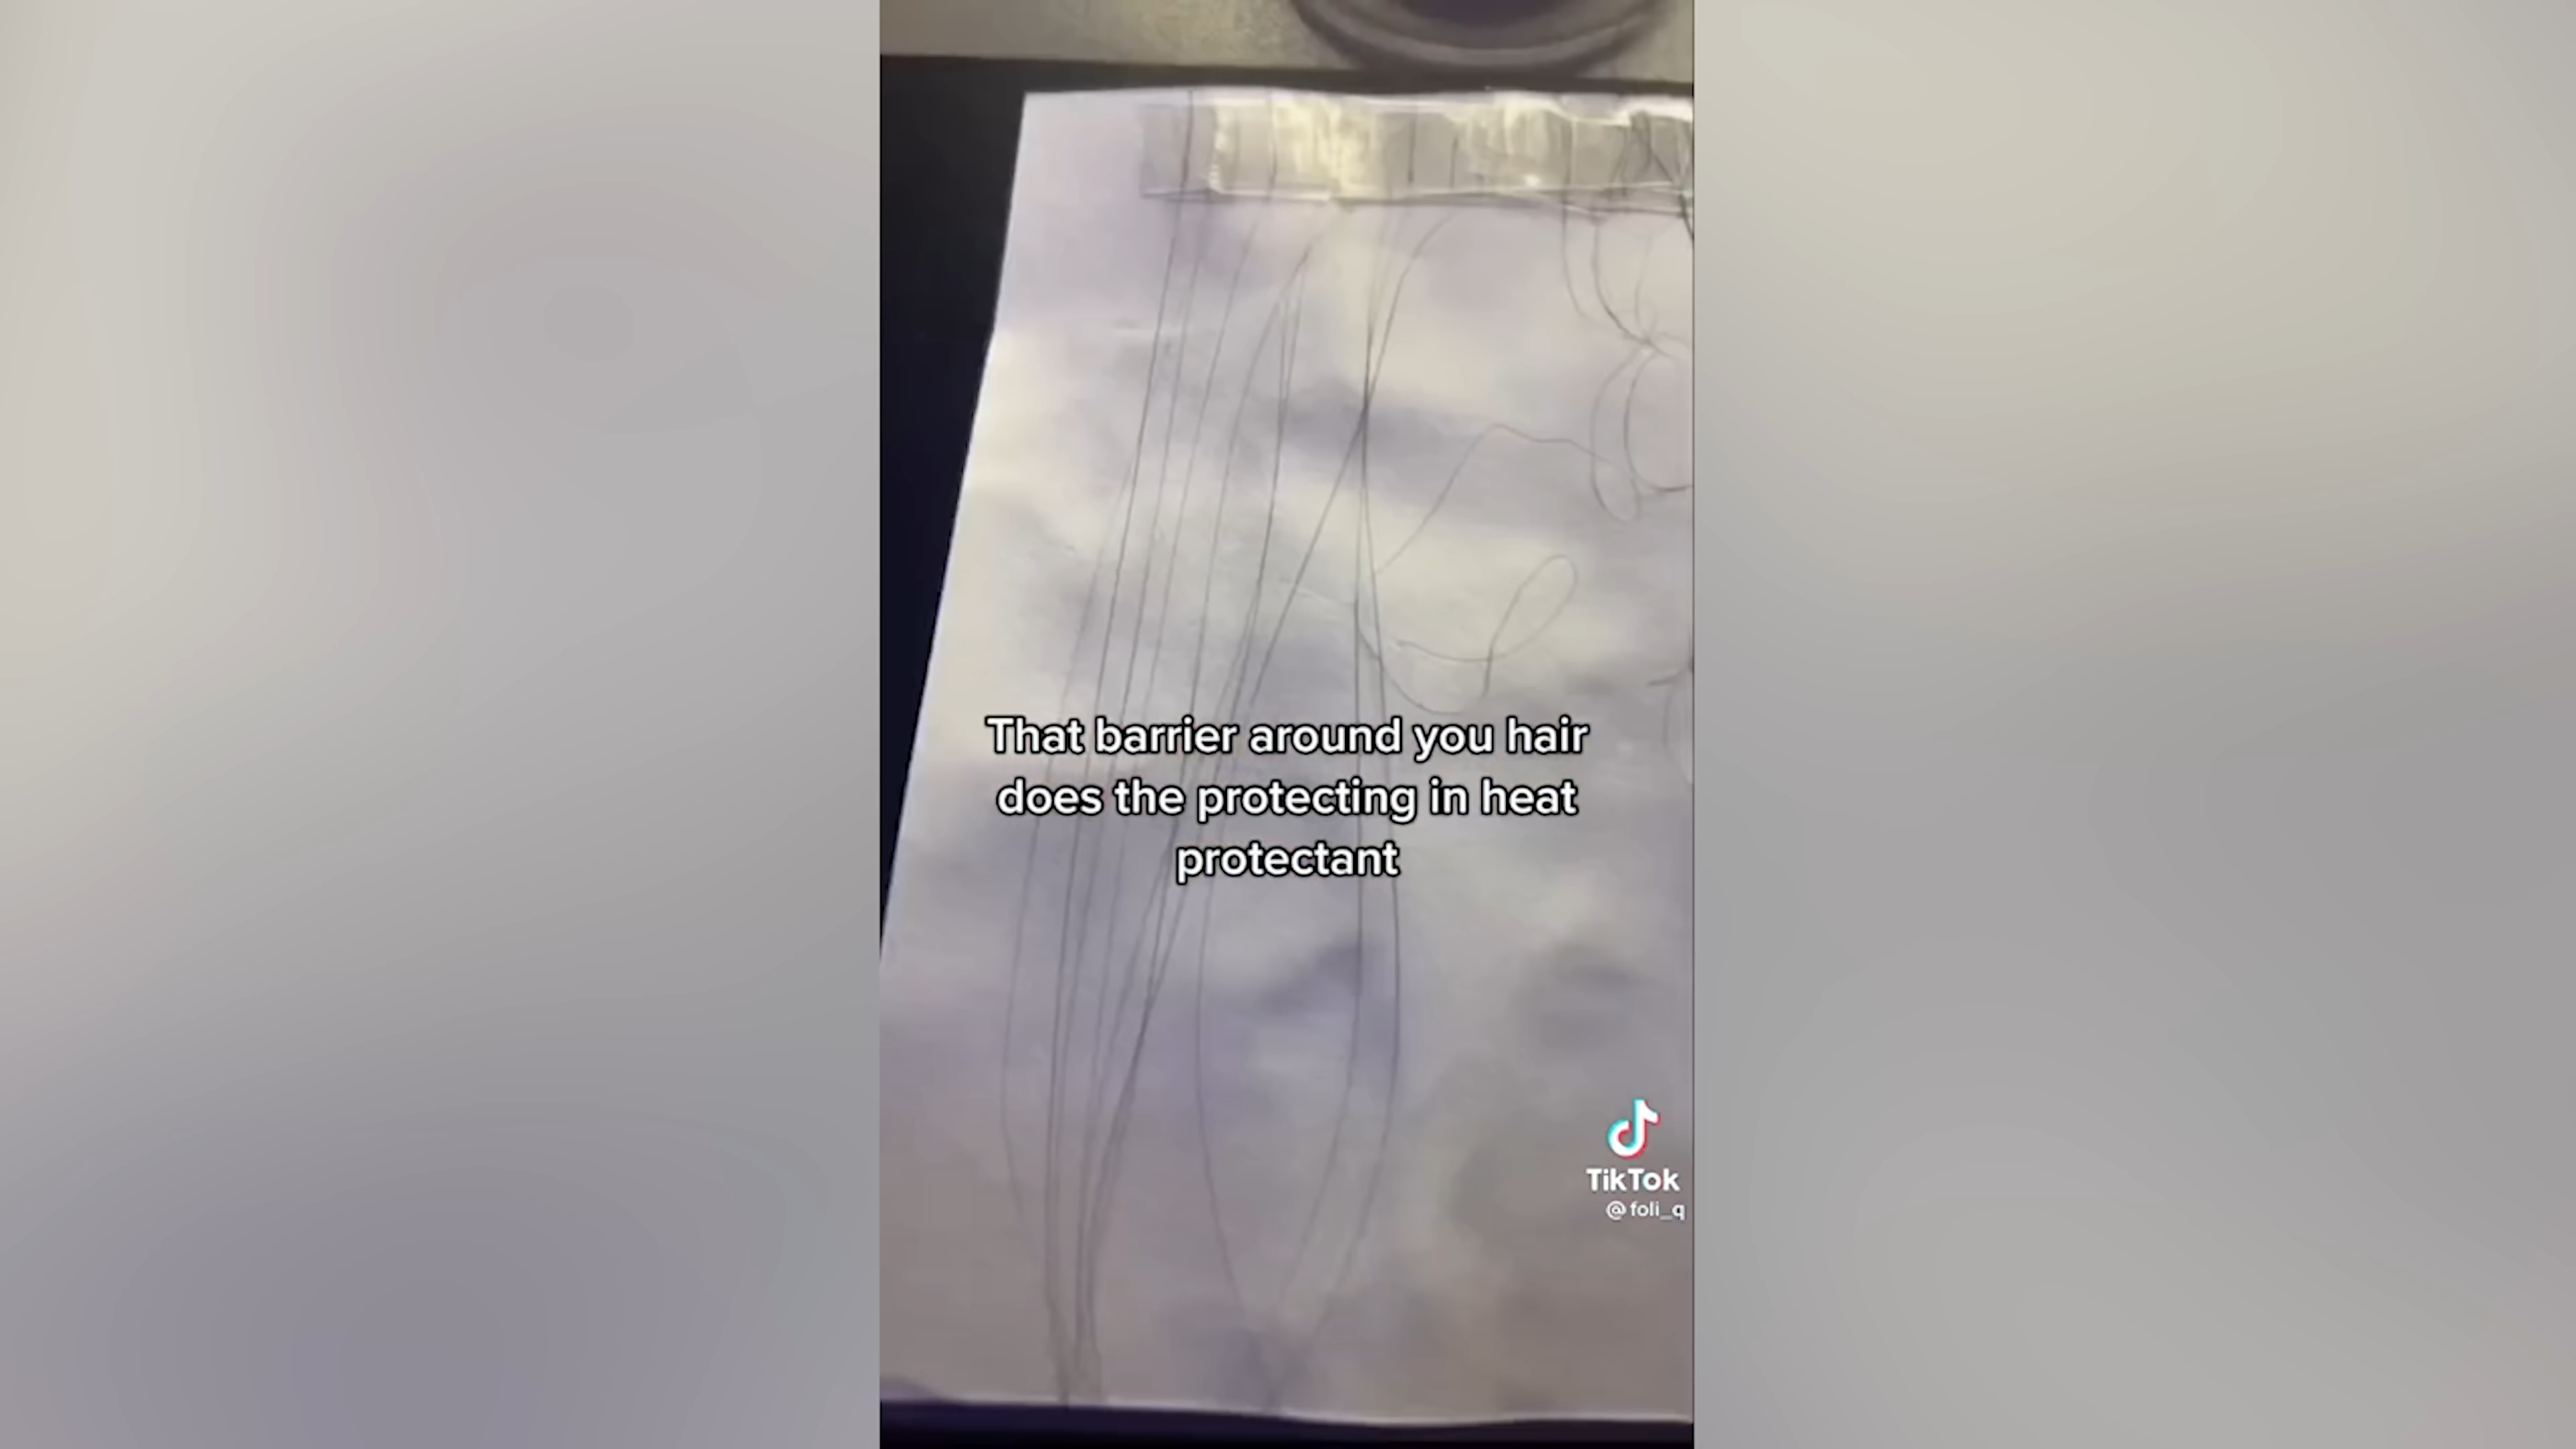 That barrier around you hair
does the protecting in heat
protectant
TikTok
@foli_q